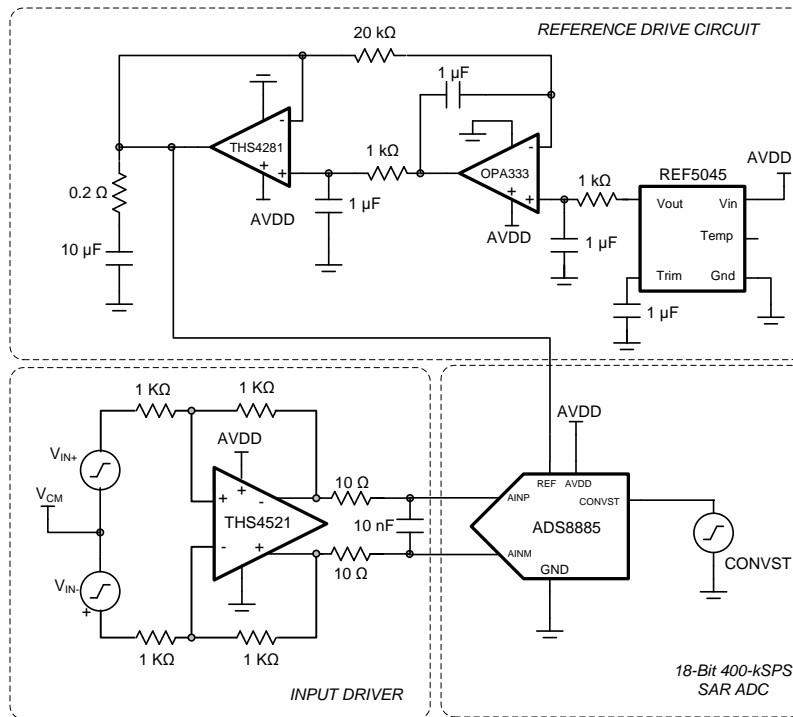 REFERENCE DRIVE CIRCUIT
20 kΩ
1 µF
-
THS4281
+
+
AVDD
1 kΩ
1 µF
-
OPA333
+
+
AVDD
1 kΩ
1 µF
REF5045
AVDD
Vout
Vin
Temp
Trim
Gnd
1 µF
0.2 Ω
10 µF
1 KΩ
1 KΩ
AVDD
VIN+
VCM
VIN-
+
+
+
-
-
+
THS4521
10 Ω
10 nF
10 Ω
1 KΩ
1 KΩ
INPUT DRIVER
AVDD
REF
AVDD
CONVST
AINP
ADS8885
AINM
GND
CONVST
18-Bit 400-kSPS
SAR ADC